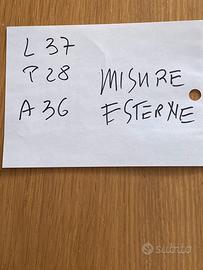 L 37
P 28
A 36
MISURE
ESTERNE
subito